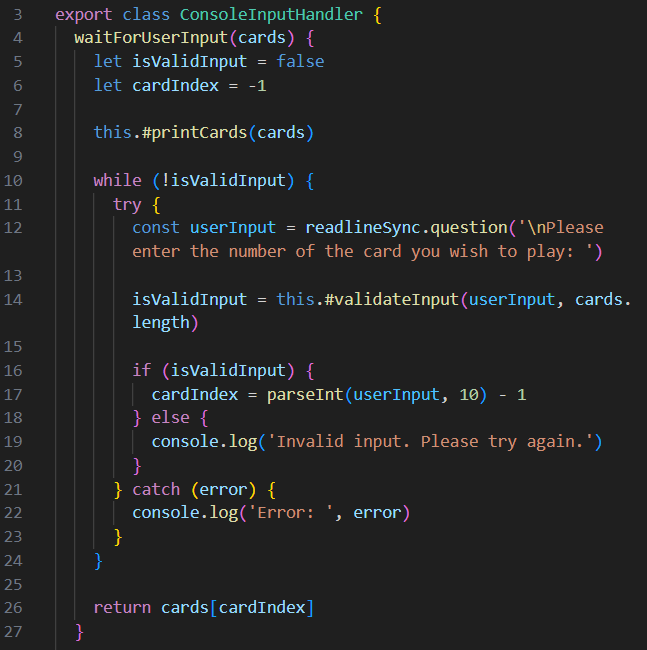 3 export class ConsoleInputHandler {
4 waitForUserInput(cards) {
5 let isValidInput = false
6 let cardIndex = -1
7
8 this.#printCards(cards)
9
10 while (!isValidInput) {
11 try {
12 const userInput = readlineSync.question('\nPlease
enter the number of the card you wish to play: ')
13
14 isValidInput = this.#validateInput(userInput, cards.
length)
15
16 if (isValidInput) {
17 cardIndex = parseInt(userInput, 10) - 1
18 } else {
19 console.log('Invalid input. Please try again.')
20 }
21 } catch (error) {
22 console.log('Error: ', error)
23 }
24 }
25
26 return cards[cardIndex]
27 }